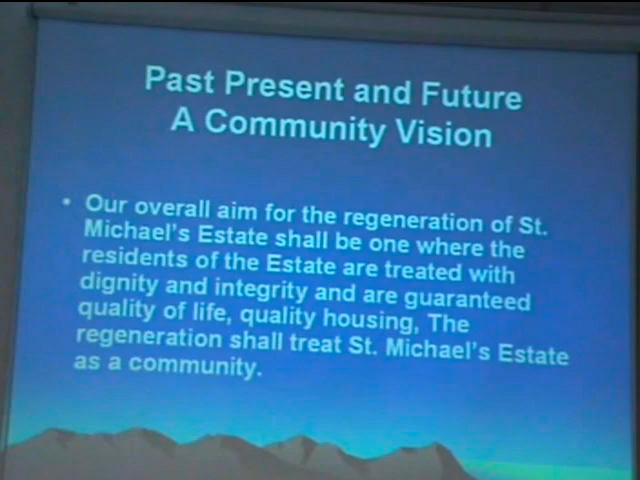 Past Present and Future
A Community Vision
• Our overall aim for the regeneration of St.
Michael's Estate shall be one where the
residents of the Estate are treated with
dignity and integrity and are guaranteed
quality of life, quality housing, The
regeneration shall treat St. Michael's Estate
as a community.